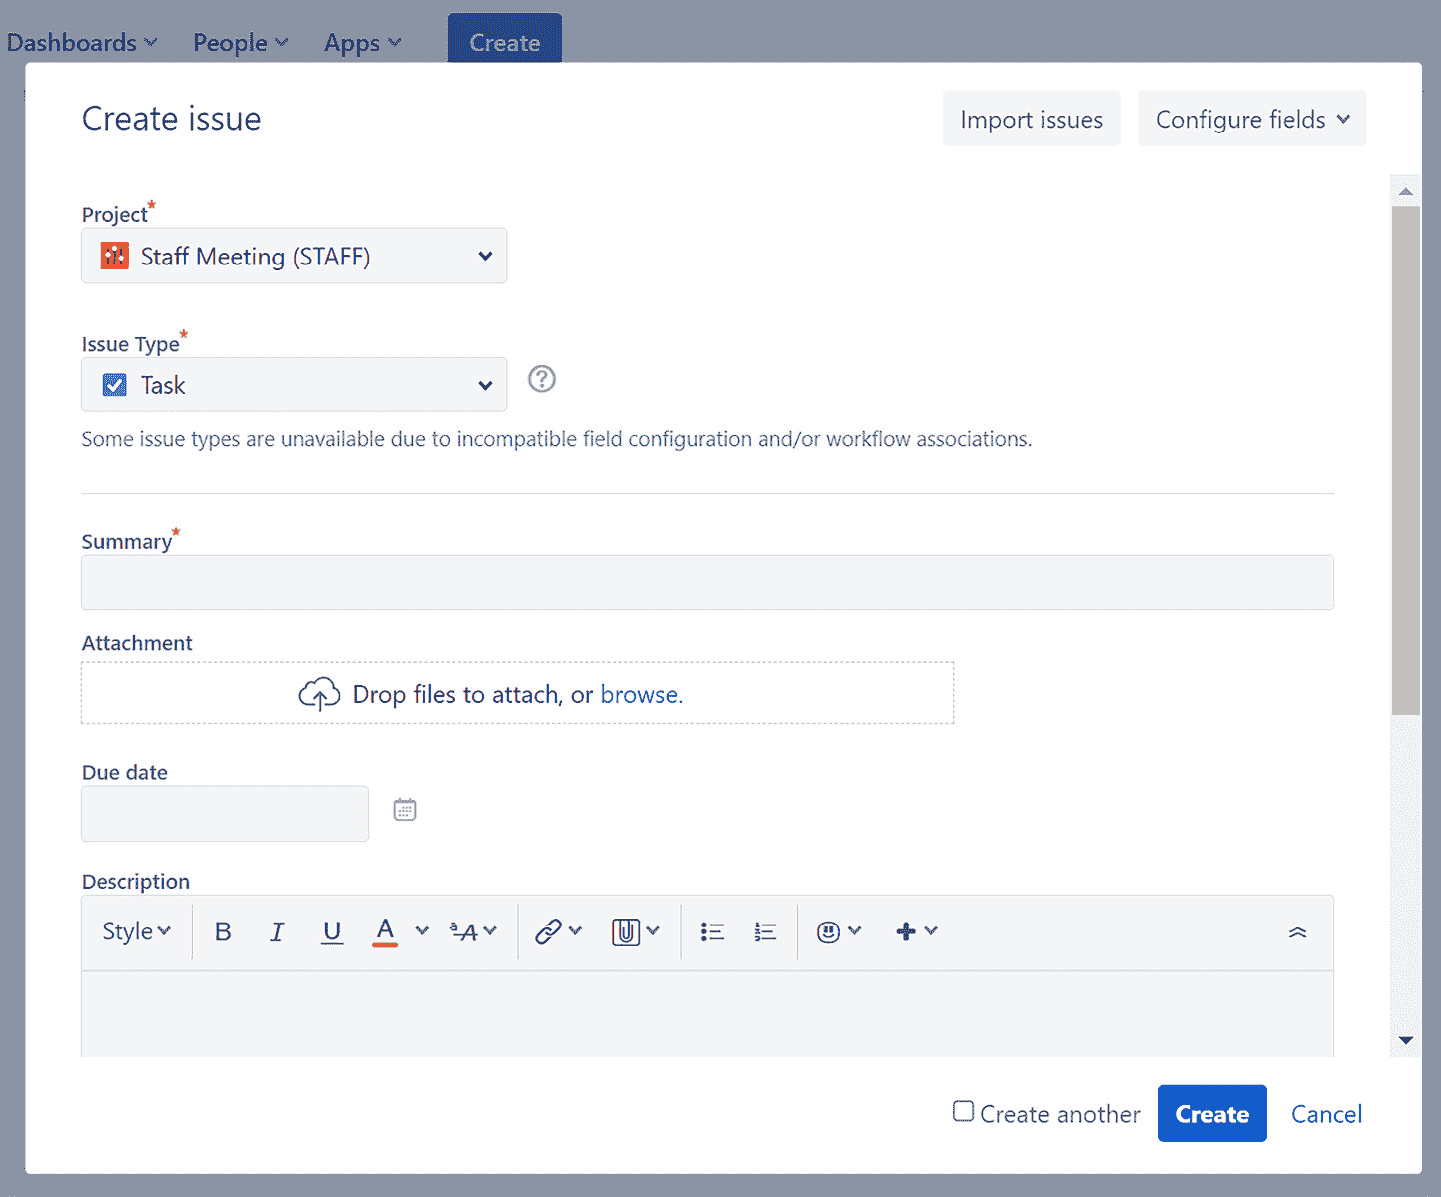 Dashboards People Apps Create
Create issue Import issues Configure fields
Project*
Staff Meeting (STAFF)
Issue Type*
Task
Some issue types are unavailable due to incompatible field configuration and/or workflow associations.
Summary*
Attachment
Drop files to attach, or browse.
Due date
Description
Style B I U A A
Create another Create Cancel